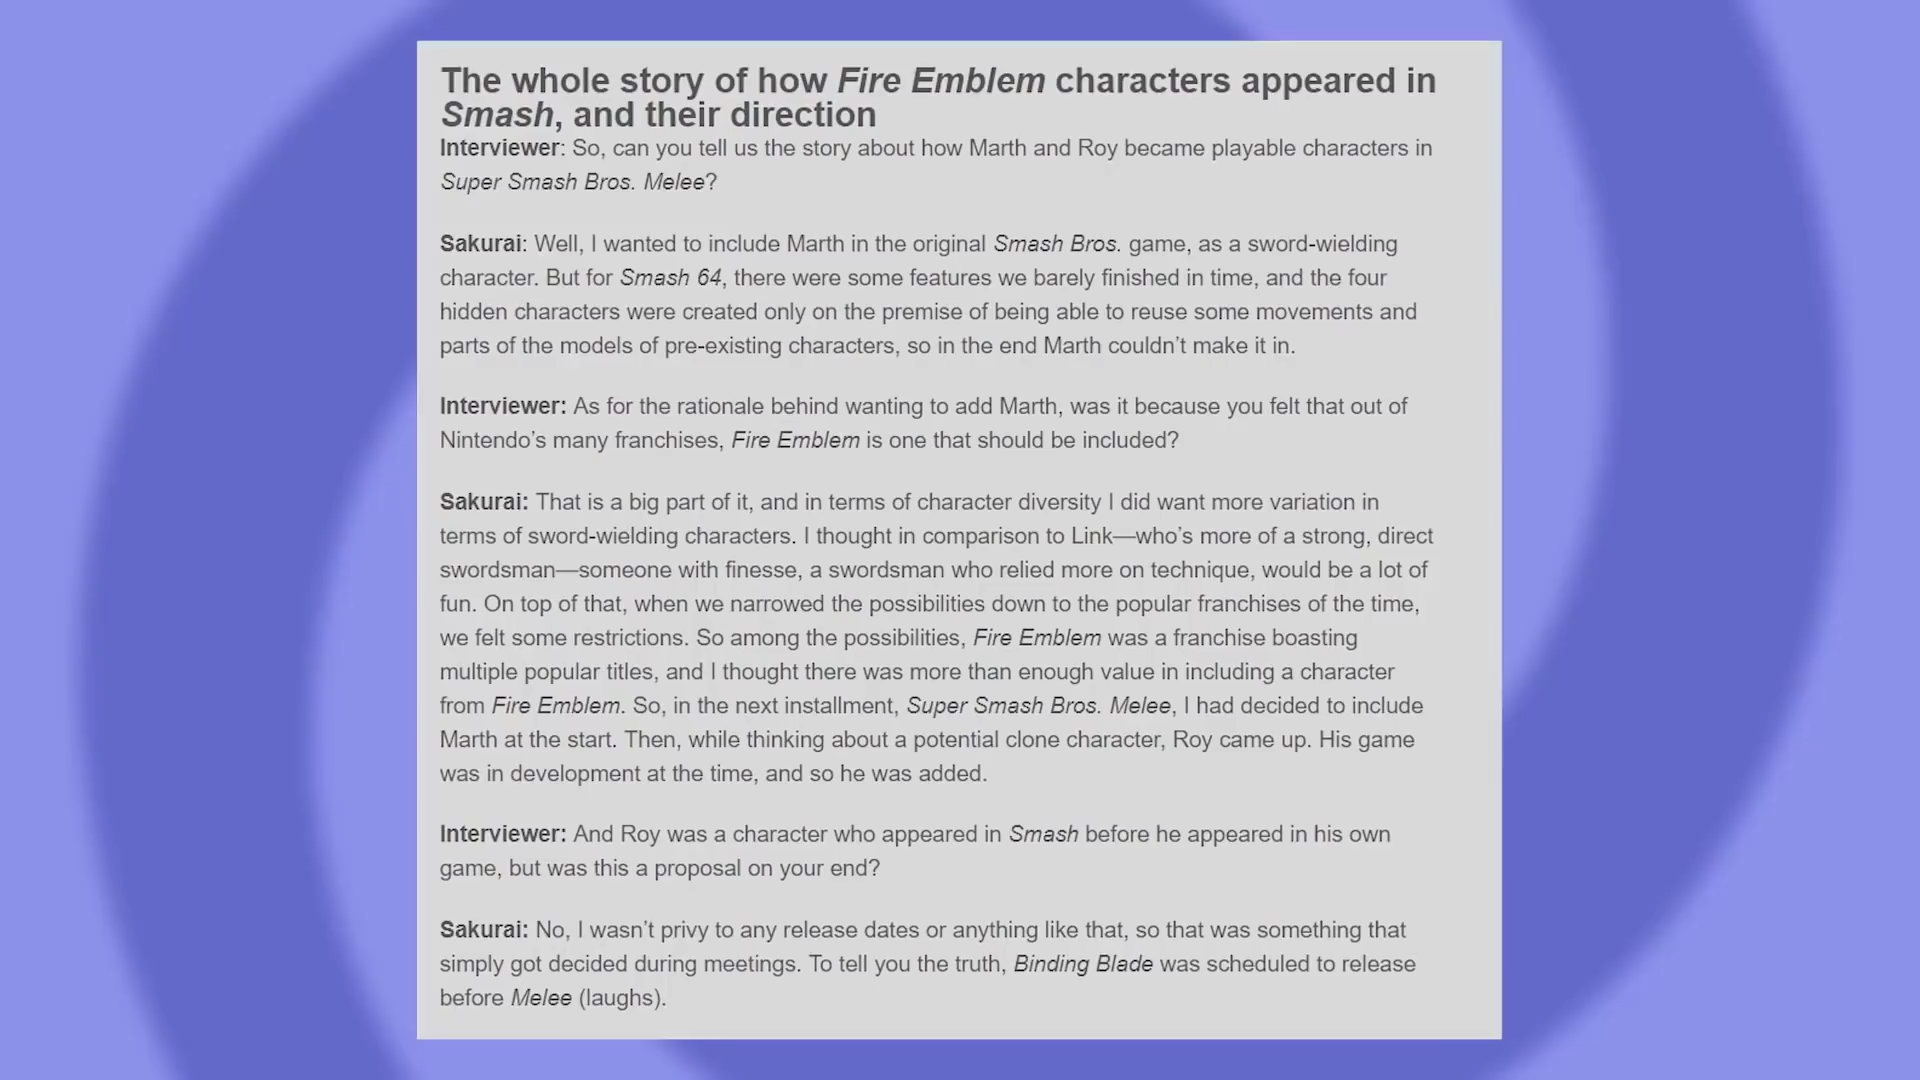 The whole story of how Fire Emblem characters appeared in
Smash, and their direction
Interviewer: So, can you tell us the story about how Marth and Roy became playable characters in
Super Smash Bros. Melee?
Sakurai: Well, I wanted to include Marth in the original Smash Bros. game, as a sword-wielding
character. But for Smash 64, there were some features we barely finished in time, and the four
hidden characters were created only on the premise of being able to reuse some movements and
parts of the models of pre-existing characters, so in the end Marth couldn’t make it in.
Interviewer: As for the rationale behind wanting to add Marth, was it because you felt that out of
Nintendo’s many franchises, Fire Emblem is one that should be included?
Sakurai: That is a big part of it, and in terms of character diversity I did want more variation in
terms of sword-wielding characters. I thought in comparison to Link—who’s more of a strong, direct
swordsman—someone with finesse, a swordsman who relied more on technique, would be a lot of
fun. On top of that, when we narrowed the possibilities down to the popular franchises of the time,
we felt some restrictions. So among the possibilities, Fire Emblem was a franchise boasting
multiple popular titles, and I thought there was more than enough value in including a character
from Fire Emblem. So, in the next installment, Super Smash Bros. Melee, I had decided to include
Marth at the start. Then, while thinking about a potential clone character, Roy came up. His game
was in development at the time, and so he was added.
Interviewer: And Roy was a character who appeared in Smash before he appeared in his own
game, but was this a proposal on your end?
Sakurai: No, I wasn’t privy to any release dates or anything like that, so that was something that
simply got decided during meetings. To tell you the truth, Binding Blade was scheduled to release
before Melee (laughs).